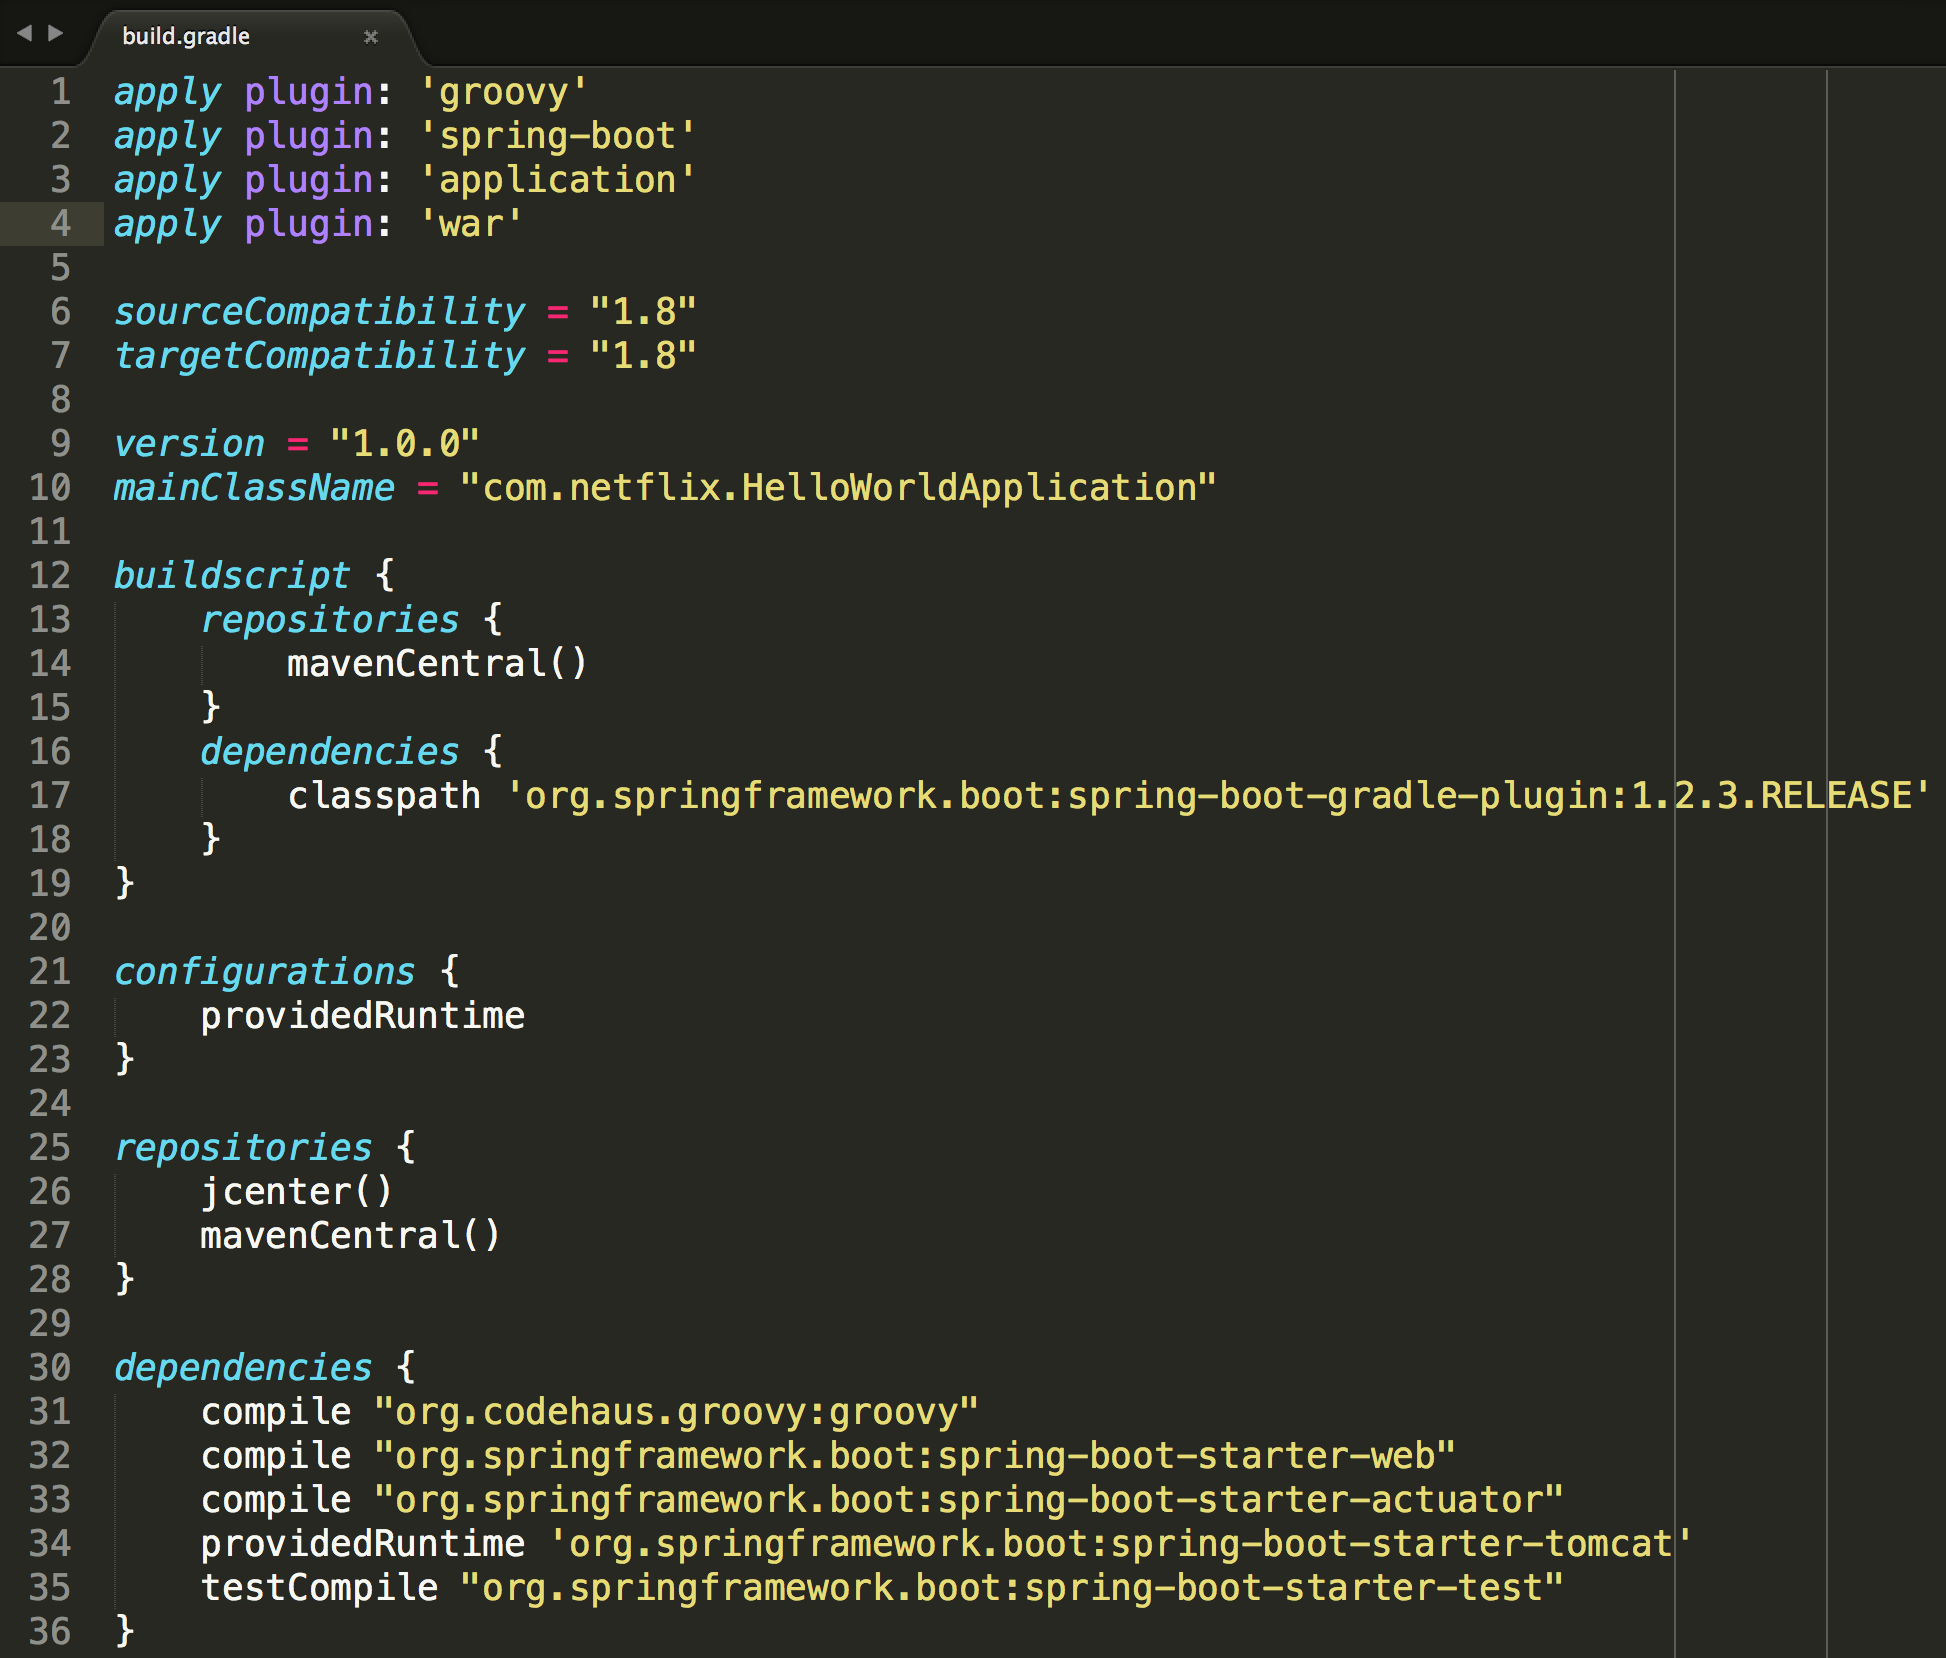 build.gradle
1 apply plugin: 'groovy'
2 apply plugin: 'spring-boot'
3 apply plugin: 'application'
4 apply plugin: 'war'
5
6 sourceCompatibility = "1.8"
7 targetCompatibility = "1.8"
8
9 version = "1.0.0"
10 mainClassName = "com.netflix.HelloWorldApplication"
11
12 buildscript {
13     repositories {
14         mavenCentral()
15     }
16     dependencies {
17         classpath 'org.springframework.boot:spring-boot-gradle-plugin:1.2.3.RELEASE'
18     }
19 }
20
21 configurations {
22     providedRuntime
23 }
24
25 repositories {
26     jcenter()
27     mavenCentral()
28 }
29
30 dependencies {
31     compile "org.codehaus.groovy:groovy"
32     compile "org.springframework.boot:spring-boot-starter-web"
33     compile "org.springframework.boot:spring-boot-starter-actuator"
34     providedRuntime 'org.springframework.boot:spring-boot-starter-tomcat'
35     testCompile "org.springframework.boot:spring-boot-starter-test"
36 }